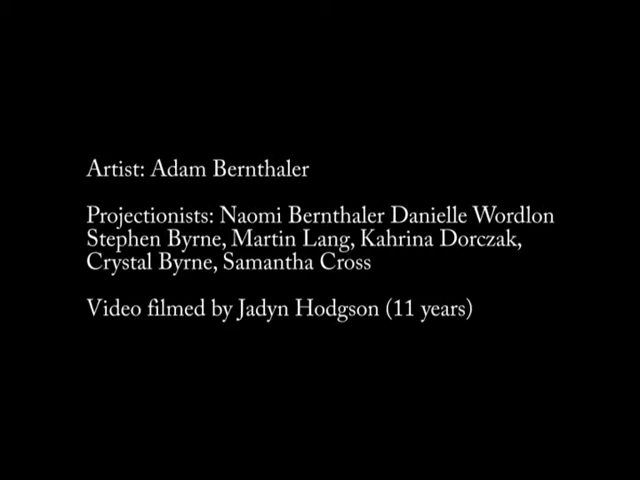 Artist: Adam Bernthaler
Projectionists: Naomi Bernthaler Danielle Wordlon
Stephen Byrne, Martin Lang, Kahrina Dorczak,
Crystal Byrne, Samantha Cross
Video filmed by Jadyn Hodgson (11 years)